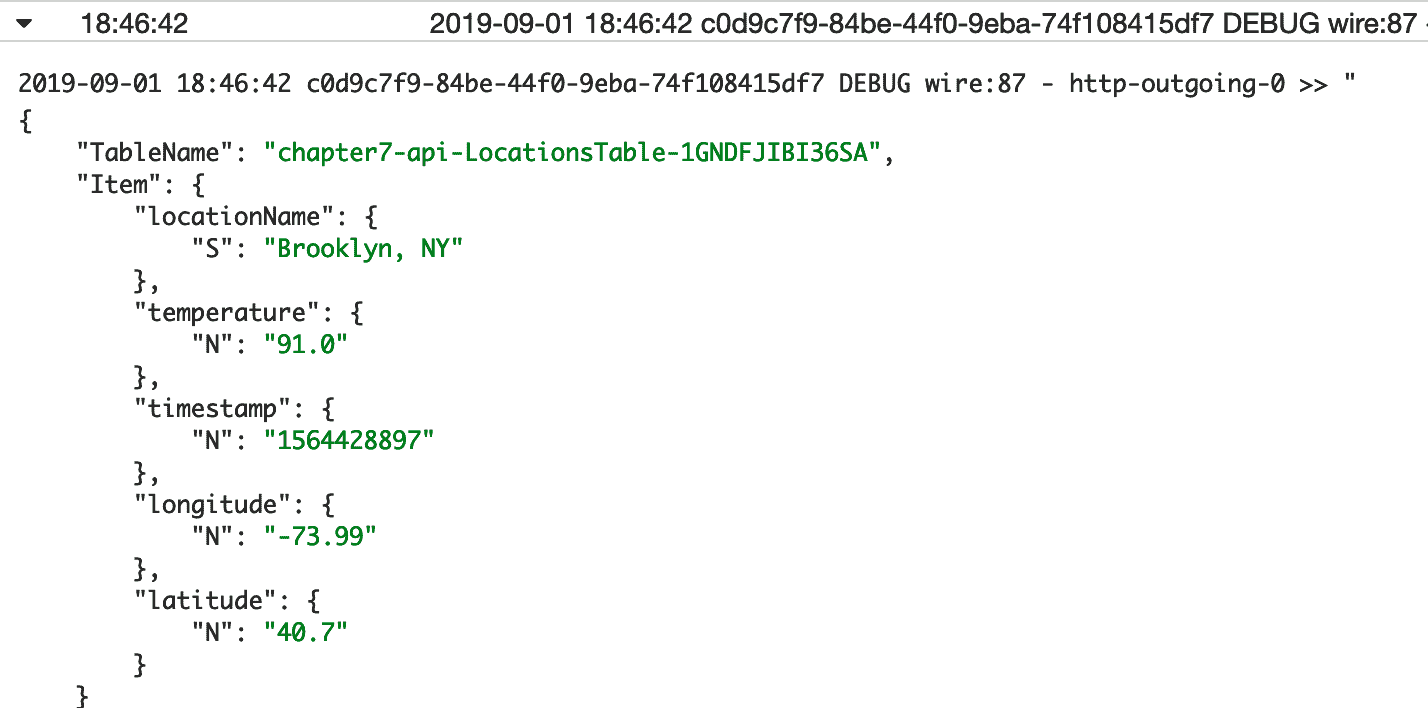 18:46:42 2019-09-01 18:46:42 c0d9c7f9-84be-44f0-9eba-74f108415df7 DEBUG wire:87 -
2019-09-01 18:46:42 c0d9c7f9-84be-44f0-9eba-74f108415df7 DEBUG wire:87 - http-outgoing-0 >> "
{
    "TableName": "chapter7-api-LocationsTable-1GNDFJIBI36SA",
    "Item": {
        "locationName": {
            "S": "Brooklyn, NY"
        },
        "temperature": {
            "N": "91.0"
        },
        "timestamp": {
            "N": "1564428897"
        },
        "longitude": {
            "N": "-73.99"
        },
        "latitude": {
            "N": "40.7"
        }
    }